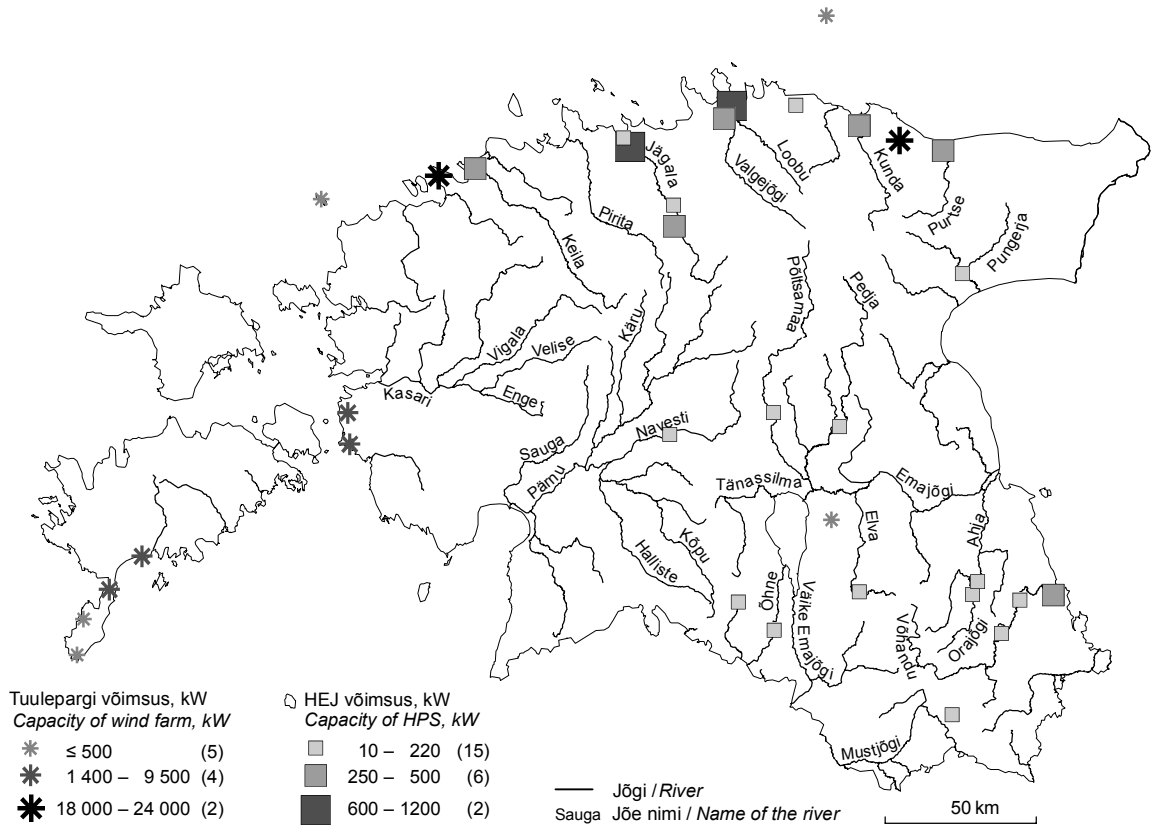 Jägala
Loobu
Valgejõgi
Kunda
Purtse
Pungerja
Pirita
Keila
Põltsamaa
Pedja
Käru
Vigala
Velise
Kasari
Enge
Navesti
Sauga
Pärnu
Tänassilma
Emajõgi
Elva
Ahja
Kõpu
Halliste
Õhne
Väike Emajõgi
Võhandu
Orajõgi
Mustjõgi
Tuulepargi võimsus, kW
Capacity of wind farm, kW
≤ 500 (5)
1 400 – 9 500 (4)
18 000 – 24 000 (2)
HEJ võimsus, kW
Capacity of HPS, kW
10 – 220 (15)
250 – 500 (6)
600 – 1200 (2)
Jõgi / River
Sauga Jõe nimi / Name of the river
50 km